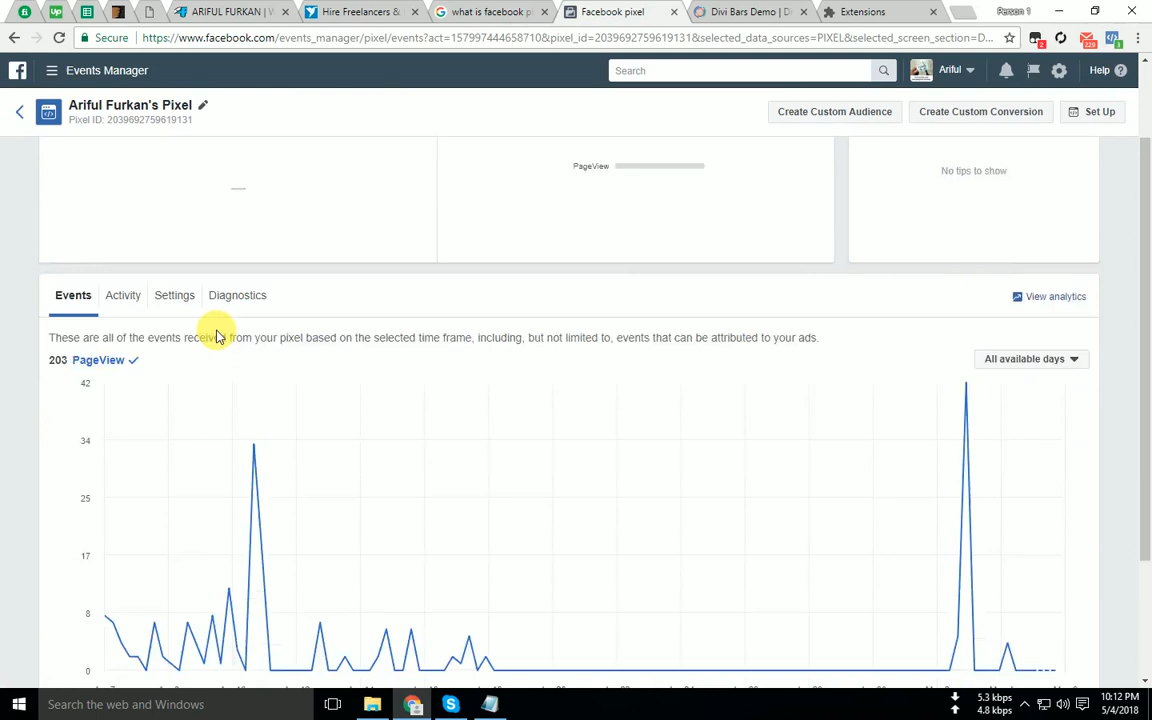 ARIFUL FURKAN | W
Hire Freelancers &
what is facebook p
Facebook pixel
Divi Bars Demo | D
Extensions
Person 1
Secure
https://www.facebook.com/events_manager/pixel/events?act=157997444658710&pixel_id=2039692759619131&selected_data_sources=PIXEL&selected_screen_section=D...
2
229
3
Events Manager
Search
Ariful
Help
Ariful Furkan's Pixel
Pixel ID: 2039692759619131
Create Custom Audience
Create Custom Conversion
Set Up
PageView
No tips to show
Events
Activity
Settings
Diagnostics
View analytics
These are all of the events received from your pixel based on the selected time frame, including, but not limited to, events that can be attributed to your ads.
203 PageView
All available days
42
34
25
17
8
0
Search the web and Windows
5.3 kbps
4.8 kbps
10:12 PM
5/4/2018